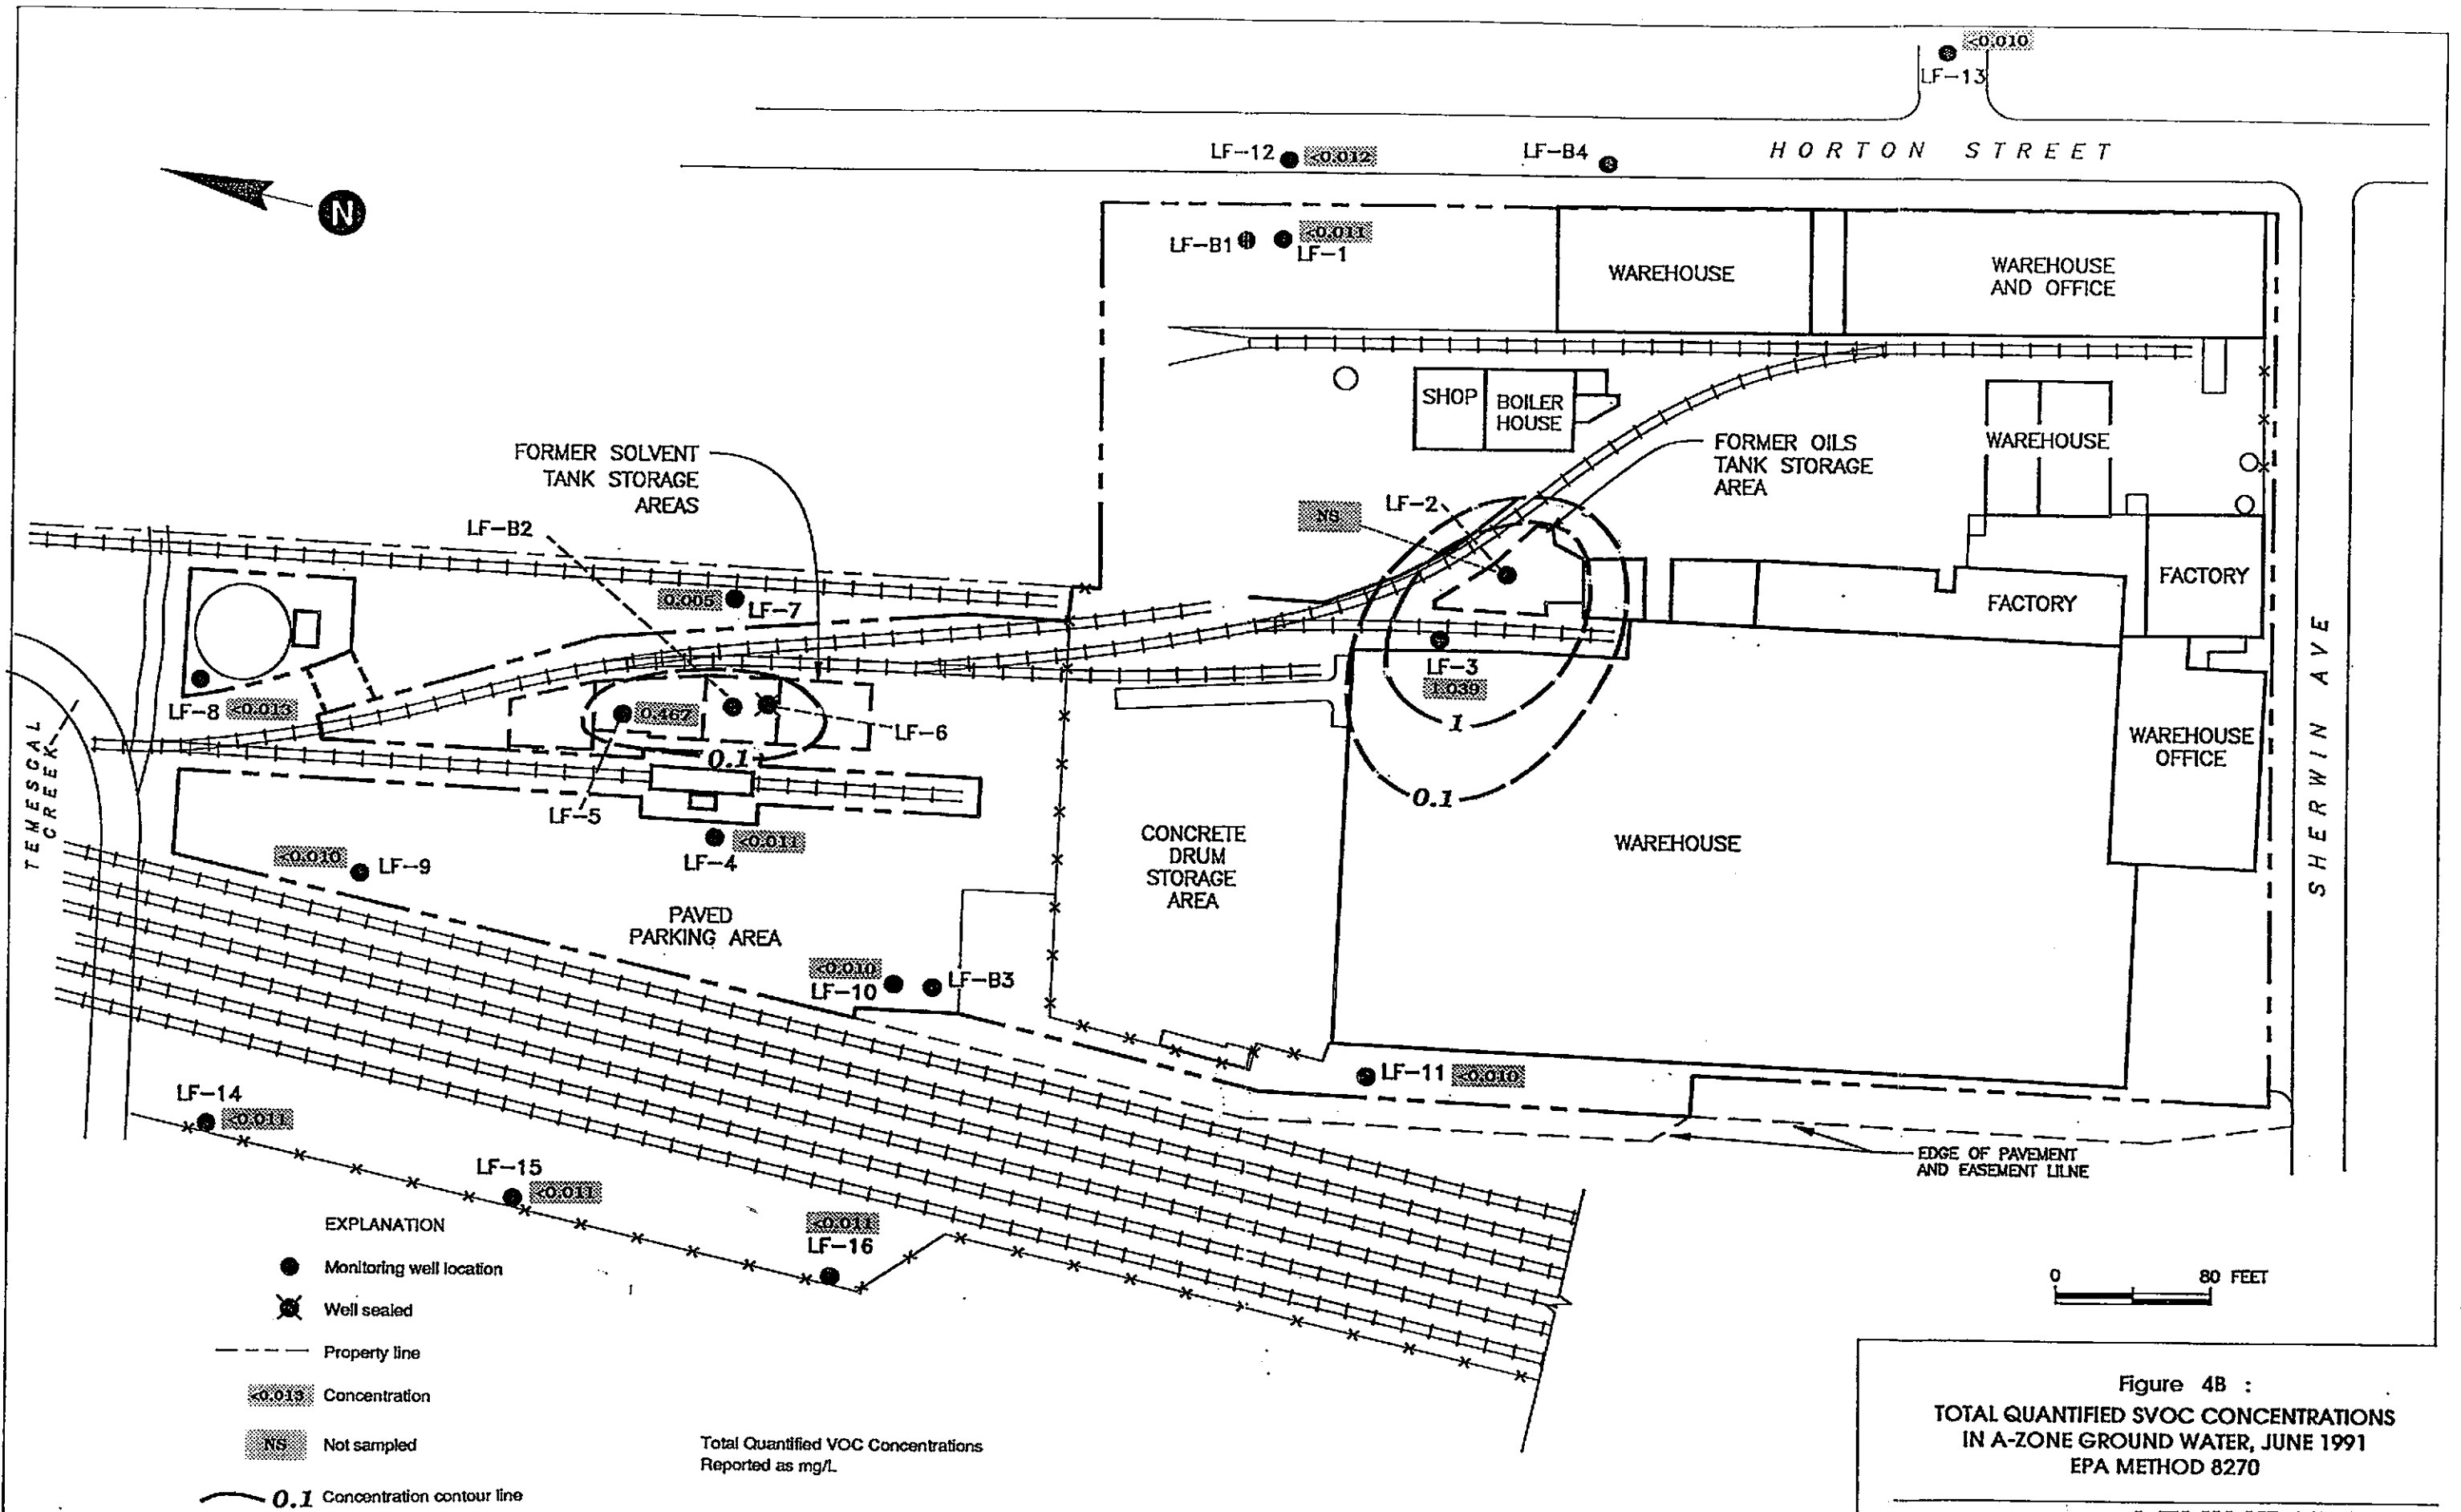 <0.010
LF-13
LF-12
<0.012
LF-B4
HORTON STREET
N
LF-B1
<0.011
LF-1
WAREHOUSE
WAREHOUSE
AND OFFICE
SHOP
BOILER
HOUSE
FORMER SOLVENT
TANK STORAGE
AREAS
FORMER OILS
TANK STORAGE
AREA
WAREHOUSE
LF-2
NS
LF-B2
0.005
LF-7
FACTORY
FACTORY
LF-3
1.039
1
0.1
LF-8
<0.013
0.467
LF-6
0.1
LF-5
TEMESCAL
CREEK
SHERWIN AVE
WAREHOUSE
OFFICE
<0.010
LF-9
LF-4
<0.011
CONCRETE
DRUM
STORAGE
AREA
WAREHOUSE
PAVED
PARKING AREA
<0.010
LF-10
LF-B3
LF-11
<0.010
LF-14
<0.011
LF-15
<0.011
<0.011
LF-16
EDGE OF PAVEMENT
AND EASEMENT LILNE
EXPLANATION
Monitoring well location
Well sealed
Property line
<0.013 Concentration
NS Not sampled
0.1 Concentration contour line
Total Quantified VOC Concentrations
Reported as mg/L
0 80 FEET
Figure 4B :
TOTAL QUANTIFIED SVOC CONCENTRATIONS
IN A-ZONE GROUND WATER, JUNE 1991
EPA METHOD 8270